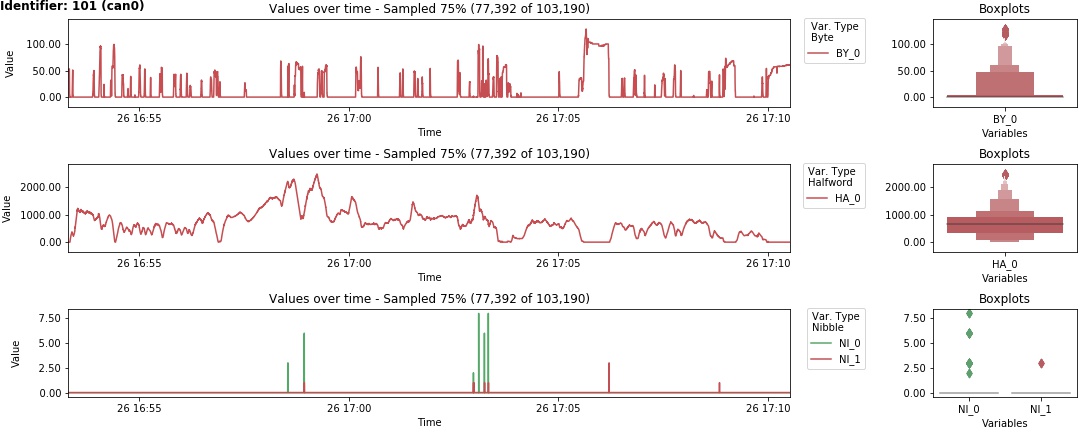 Identifier: 101 (can0)
Values over time - Sampled 75% (77,392 of 103,190)
Boxplots
Value
100.00
50.00
0.00
26 16:55
26 17:00
26 17:05
26 17:10
Time
Var. Type
Byte
BY_0
100.00
50.00
0.00
BY_0
Variables
Values over time - Sampled 75% (77,392 of 103,190)
Boxplots
Value
2000.00
1000.00
0.00
26 16:55
26 17:00
26 17:05
26 17:10
Time
Var. Type
Halfword
HA_0
2000.00
1000.00
0.00
HA_0
Variables
Values over time - Sampled 75% (77,392 of 103,190)
Boxplots
Value
7.50
5.00
2.50
0.00
26 16:55
26 17:00
26 17:05
26 17:10
Time
Var. Type
Nibble
NI_0
NI_1
7.50
5.00
2.50
0.00
NI_0
NI_1
Variables